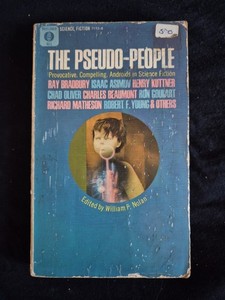 SCIENCE FICTION
THE PSEUDO-PEOPLE
Provocative, Compelling, Androids in Science Fiction
RAY BRADBURY ISAAC ASIMOV HENRY KUTTNER
CHAD OLIVER CHARLES BEAUMONT RON GOULART
RICHARD MATHESON ROBERT F. YOUNG & OTHERS
Edited by William F. Nolan